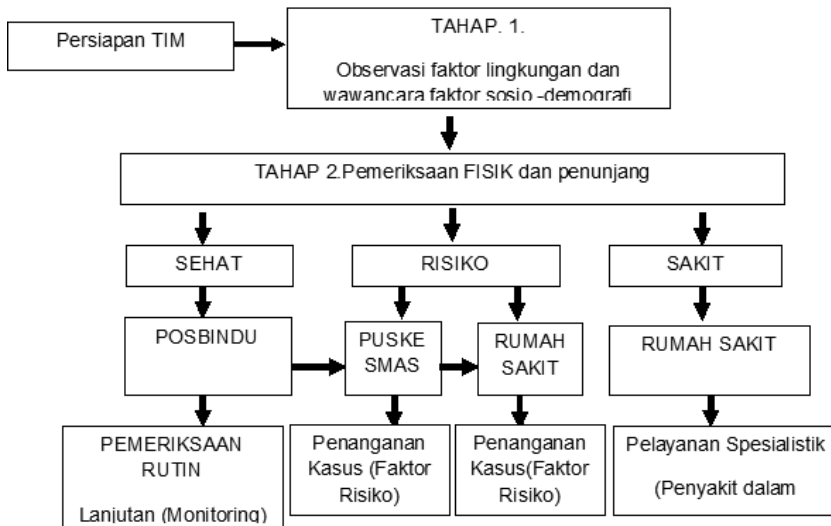 Persiapan TIM
TAHAP. 1.
Observasi faktor lingkungan dan
wawancara faktor sosio -demografi
TAHAP 2.Pemeriksaan FISIK dan penunjang
SEHAT
RISIKO
SAKIT
POSBINDU
PUSKE
SMAS
RUMAH
SAKIT
RUMAH SAKIT
PEMERIKSAAN
RUTIN
Lanjutan (Monitoring)
Penanganan
Kasus (Faktor
Risiko)
Penanganan
Kasus(Faktor
Risiko)
Pelayanan Spesialistik
(Penyakit dalam